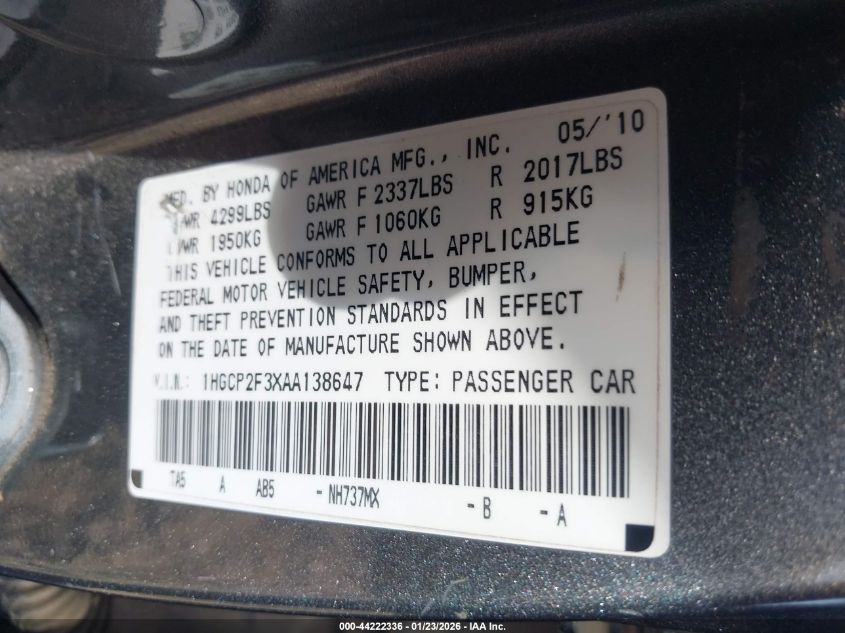 05/'10
MFD. BY HONDA OF AMERICA MFG., INC.
GVWR 4299LBS GAWR F 2337LBS R 2017LBS
GVWR 1950KG GAWR F 1060KG R 915KG
THIS VEHICLE CONFORMS TO ALL APPLICABLE
FEDERAL MOTOR VEHICLE SAFETY, BUMPER,
AND THEFT PREVENTION STANDARDS IN EFFECT
ON THE DATE OF MANUFACTURE SHOWN ABOVE.
V.I.N.: 1HGCP2F3XAA138647 TYPE: PASSENGER CAR
TA5 A AB5 -NH737MX -B -A
000-44222336 - 01/23/2026 - IAA Inc.